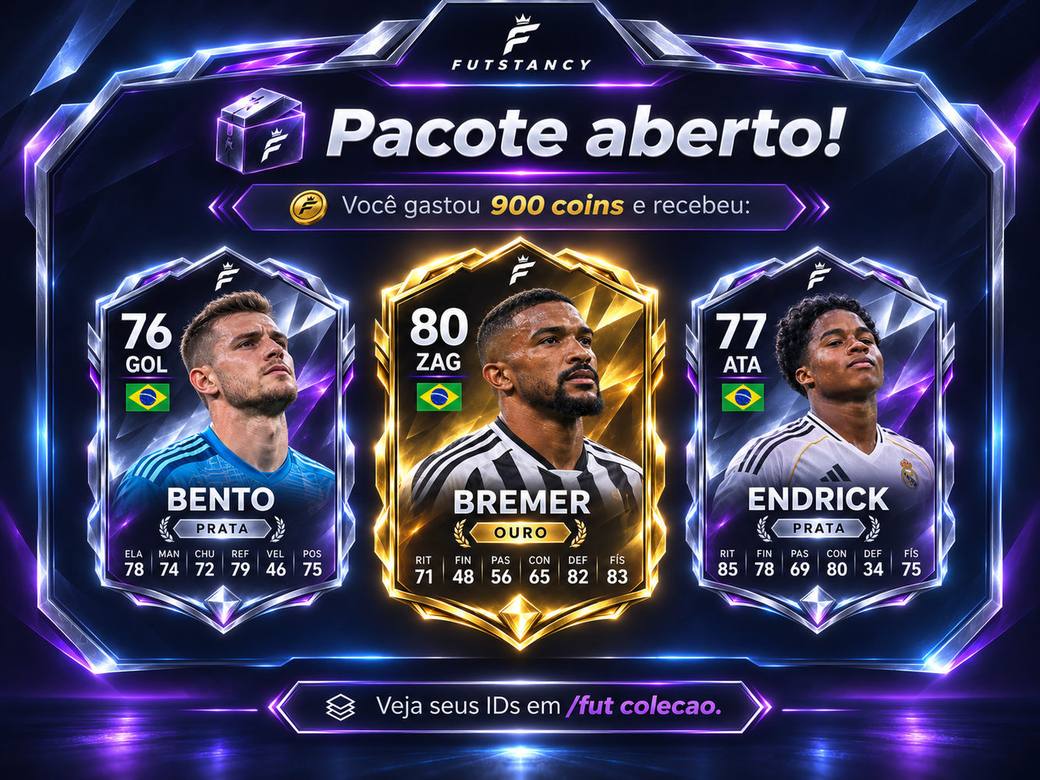 FUTSTANCY
Pacote aberto!
Você gastou 900 coins e recebeu:
76
GOL
BENTO
PRATA
ELA MAN CHU REF VEL POS
78 74 72 79 46 75
80
ZAG
BREMER
OURO
RIT FIN PAS CON DEF FÍS
71 48 56 65 82 83
77
ATA
ENDRICK
PRATA
RIT FIN PAS CON DEF FÍS
85 78 69 80 34 75
Veja seus IDs em /fut colecao.